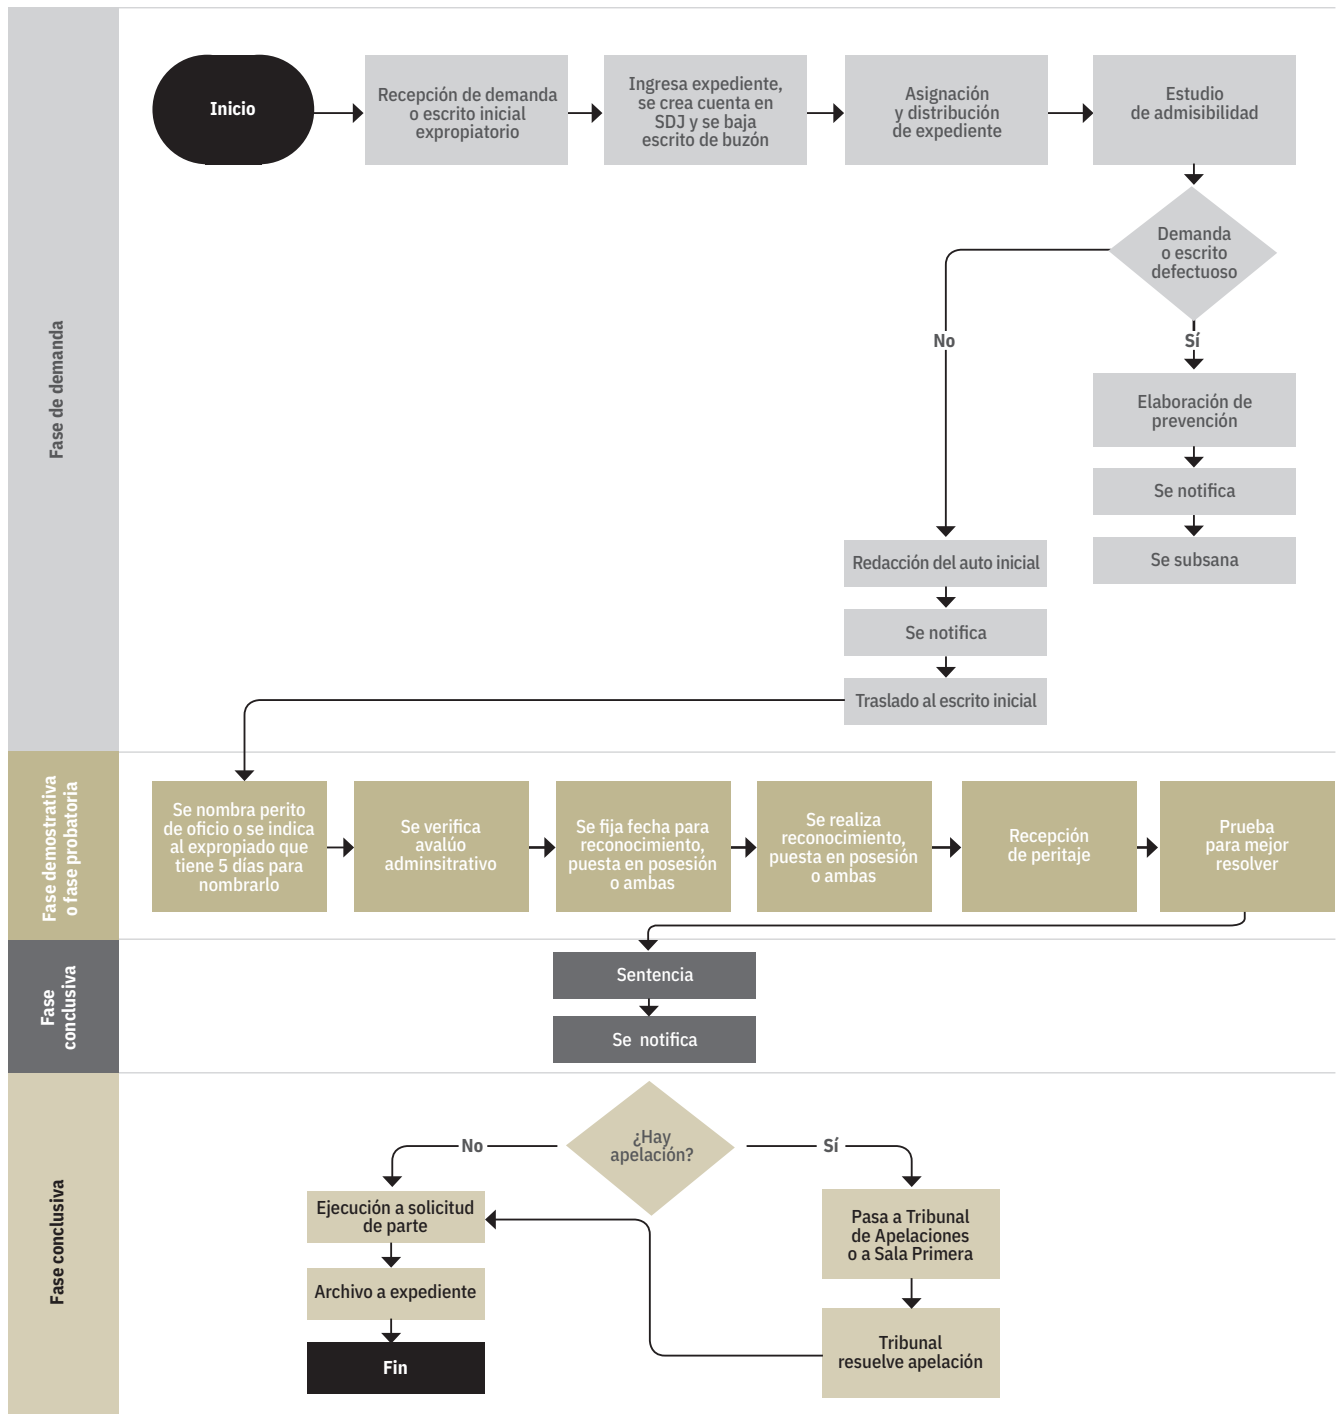 Fase de demanda
Inicio
Recepción de demanda
o escrito inicial
expropiatorio
Ingresa expediente,
se crea cuenta en
SDJ y se baja
escrito de buzón
Asignación
y distribución
de expediente
Estudio
de admisibilidad
Demanda
o escrito
defectuoso
No
Sí
Elaboración de
prevención
Se notifica
Se subsana
Redacción del auto inicial
Se notifica
Traslado al escrito inicial
Fase demostrativa
o fase probatoria
Se nombra perito
de oficio o se indica
al expropiado que
tiene 5 días para
nombrarlo
Se verifica
avalúo
adminsitrativo
Se fija fecha para
reconocimiento,
puesta en posesión
o ambas
Se realiza
reconocimiento,
puesta en posesión
o ambas
Recepción
de peritaje
Prueba
para mejor
resolver
Fase
conclusiva
Sentencia
Se notifica
Fase conclusiva
¿Hay
apelación?
No
Sí
Ejecución a solicitud
de parte
Archivo a expediente
Fin
Pasa a Tribunal
de Apelaciones
o a Sala Primera
Tribunal
resuelve apelación